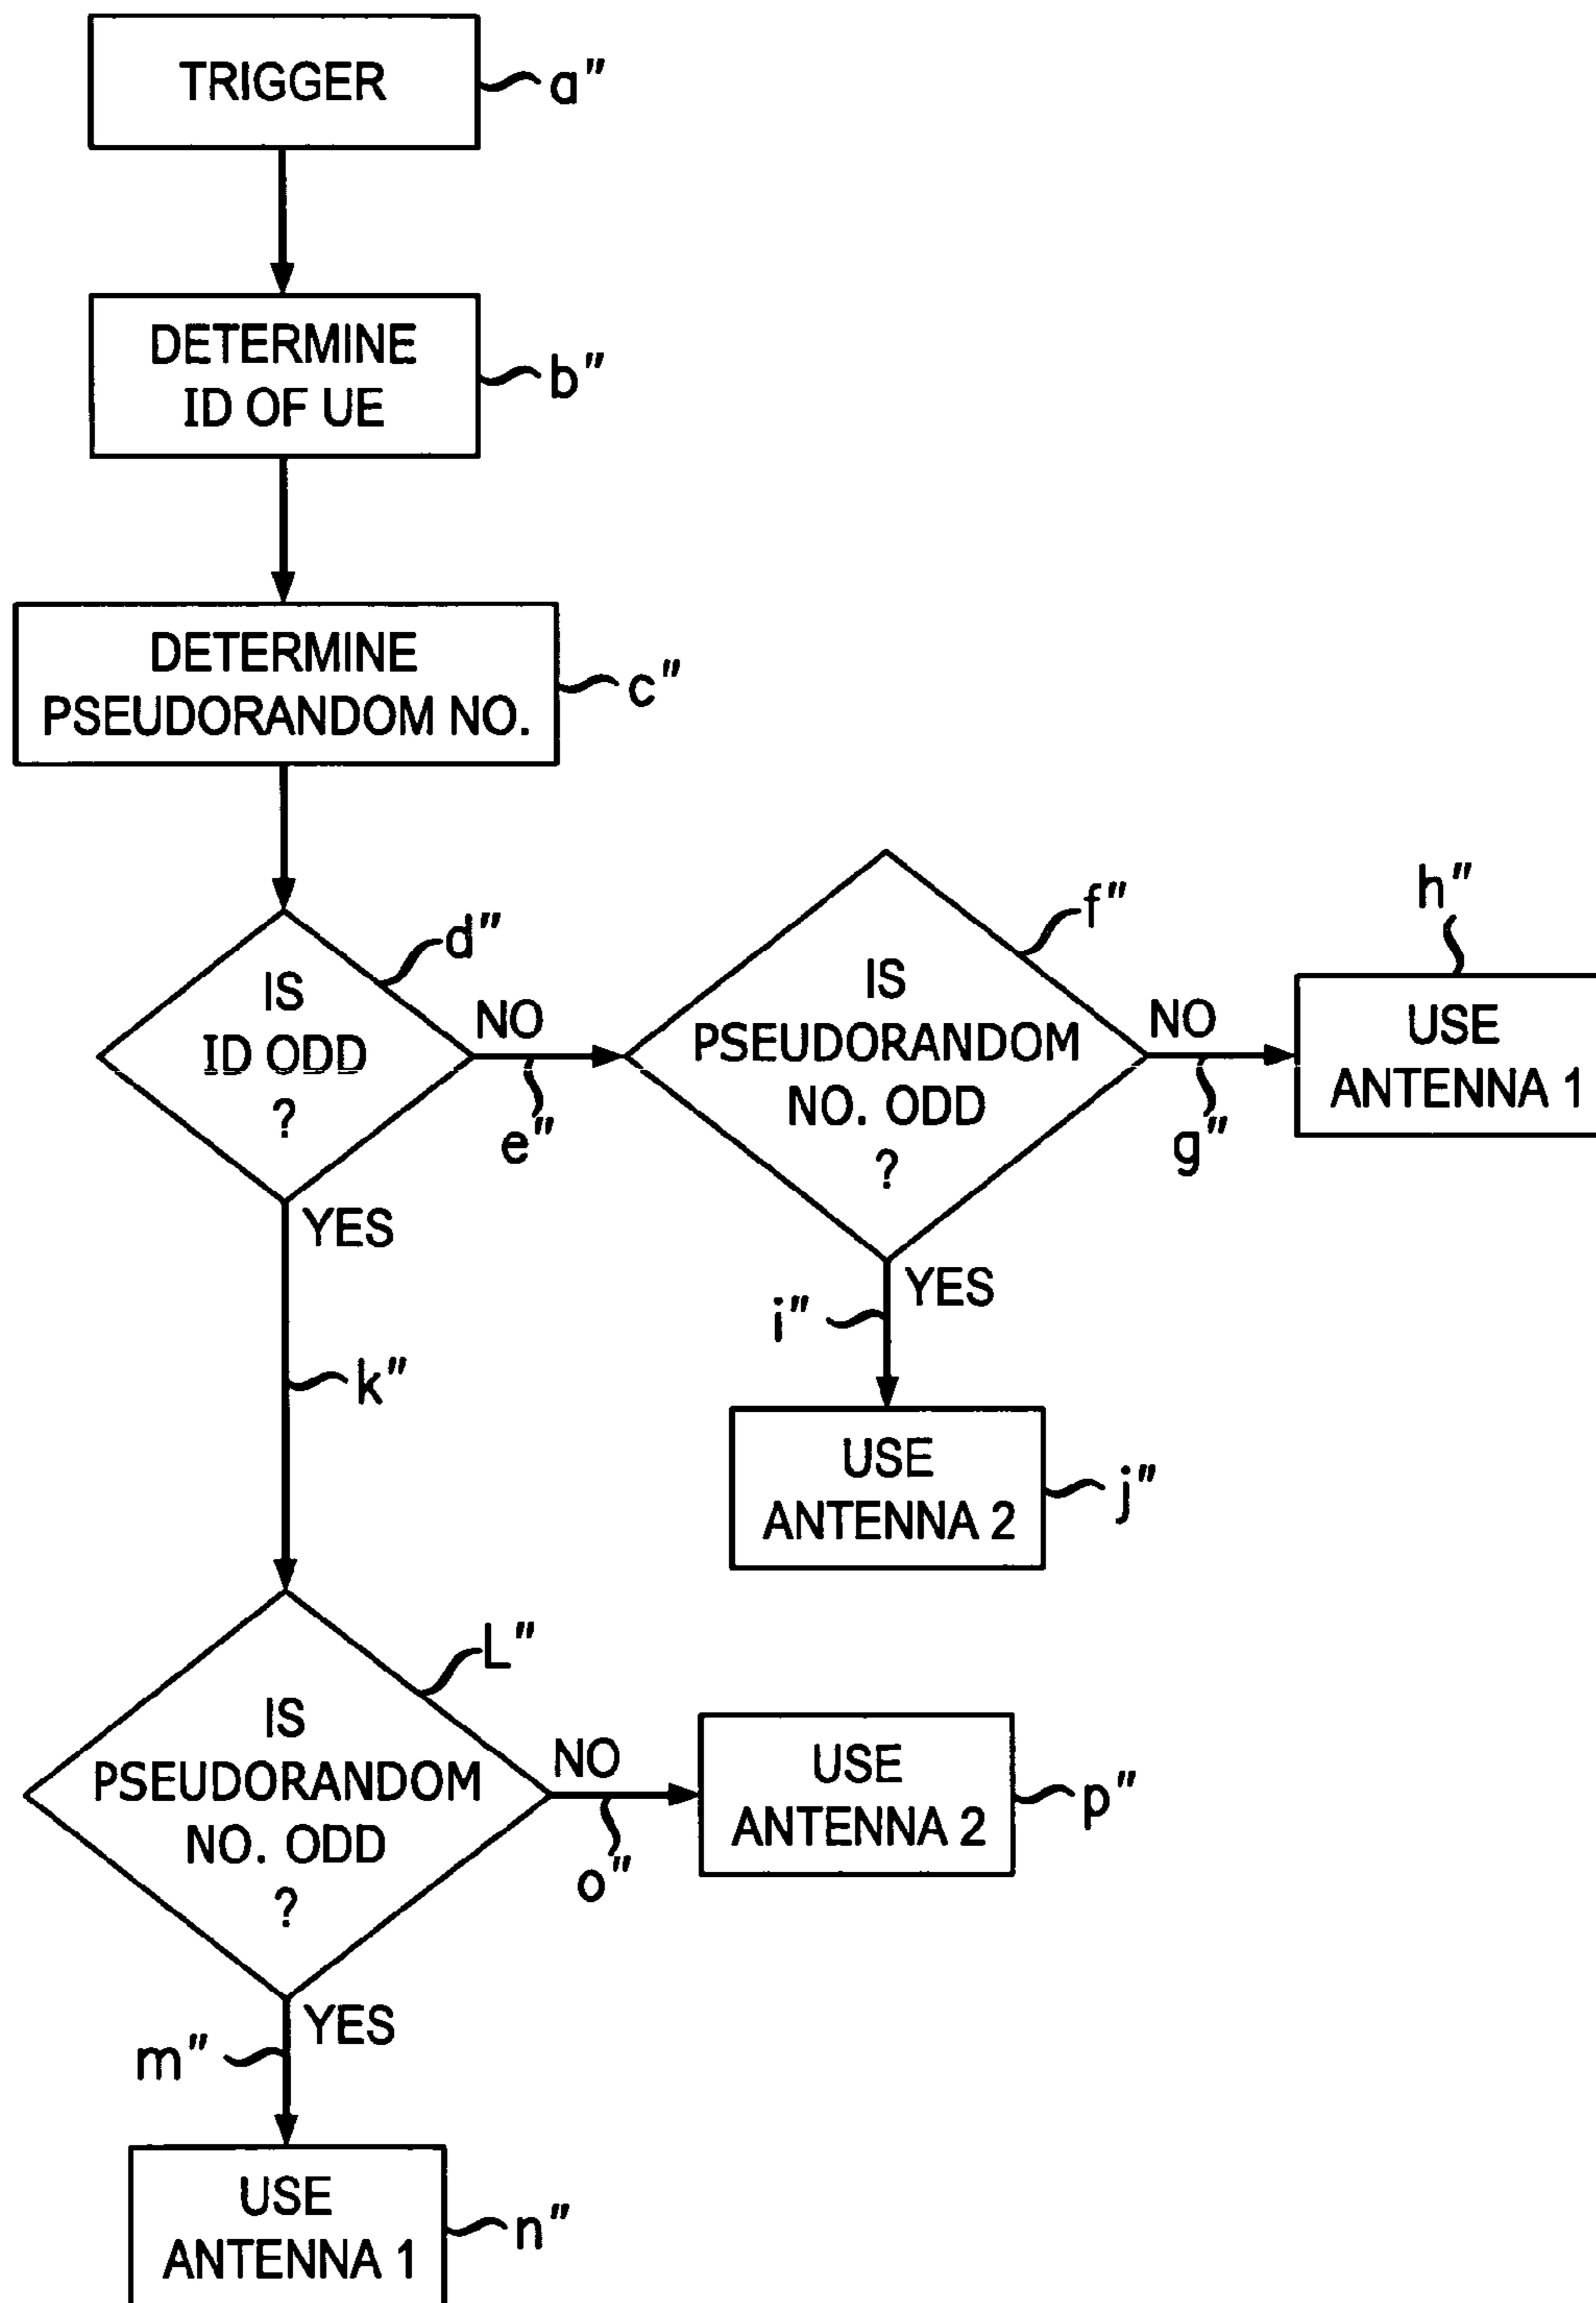 TRIGGER
a"
DETERMINE
ID OF UE
b"
DETERMINE
PSEUDORANDOM NO.
c"
IS
ID ODD
?
d"
NO
e"
IS
PSEUDORANDOM
NO. ODD
?
f"
NO
g"
USE
ANTENNA 1
h"
YES
i"
USE
ANTENNA 2
j"
YES
k"
IS
PSEUDORANDOM
NO. ODD
?
L"
NO
o"
USE
ANTENNA 2
p"
YES
m"
USE
ANTENNA 1
n"